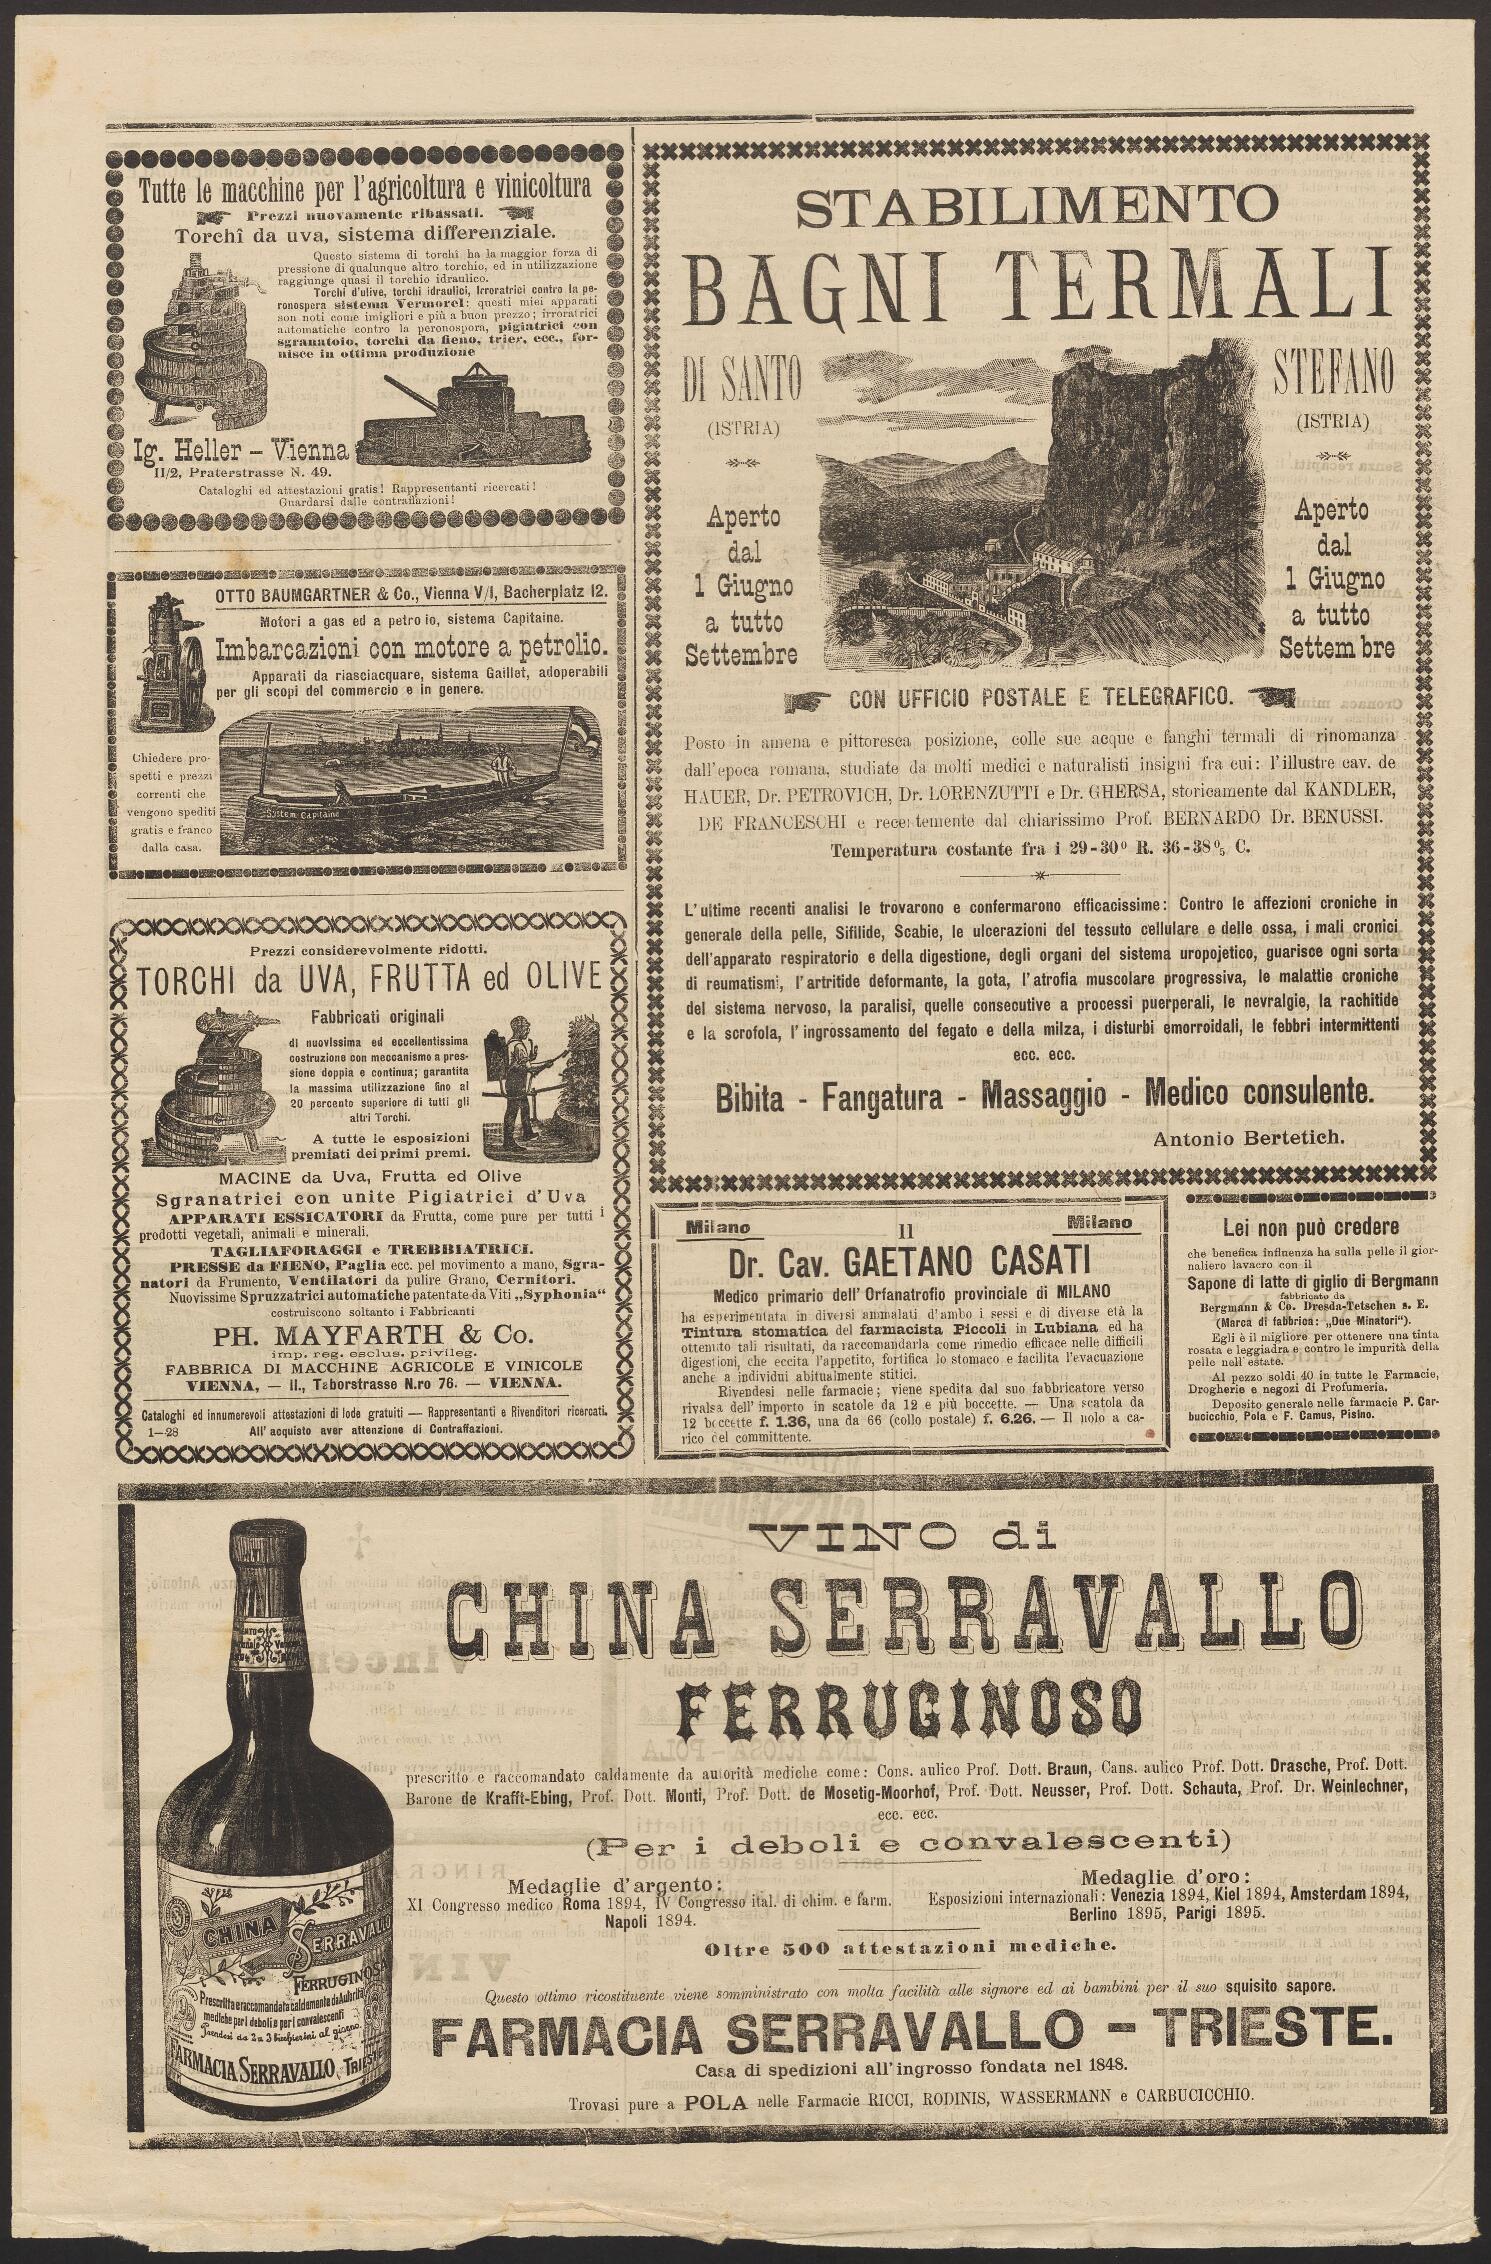 Tutte le macchine per l'agricoltura e vinicoltura
Prezzi nuovamente ribassati.
Torchî da uva, sistema differenziale.
Questo sistema di torchi ha la maggior forza di
pressione di qualunque altro torchio, ed in utilizzazione
raggiunge quasi il torchio idraulico.
Torchi d'ulive, torchi idraulici, Irroratrici contro la pe-
ronospera sistema Vermorel: questi miei apparati
son noti come imigliori e più a buon prezzo; irroratrici
automatiche contro la peronospora, pigiatrici con
sgranatoio, torchi da fieno, trier, ecc., for-
nisce in ottima produzione
Ig. Heller – Vienna
II/2, Praterstrasse N. 49.
Cataloghi ed attestazioni gratis! Rappresentanti ricercati!
Guardarsi dalle contraffazioni!
OTTO BAUMGARTNER & Co., Vienna V/I, Bacherplatz 12.
Motori a gas ed a petro io, sistema Capitaine.
Imbarcazioni con motore a petrolio.
Apparati da riasciacquare, sistema Gaillet, adoperabili
per gli scopi del commercio e in genere.
Chiedere pro-
spetti e prezzi
correnti che
vengono spediti
gratis e franco
dalla casa.
System Capitaine
Prezzi considerevolmente ridotti.
TORCHI da UVA, FRUTTA ed OLIVE
Fabbricati originali
di nuovissima ed eccellentissima
costruzione con meccanismo a pres-
sione doppia e continua; garantita
la massima utilizzazione fino al
20 percento superiore di tutti gli
altri Torchi.
A tutte le esposizioni
premiati dei primi premi.
MACINE da Uva, Frutta ed Olive
Sgranatrici con unite Pigiatrici d'Uva
APPARATI ESSICATORI da Frutta, come pure per tutti i
prodotti vegetali, animali e minerali.
TAGLIAFORAGGI e TREBBIATRICI.
PRESSE da FIENO, Paglia ecc. pel movimento a mano, Sgra-
natori da Frumento, Ventilatori da pulire Grano, Cernitori.
Nuovissime Spruzzatrici automatiche patentate da Viti „Syphonia“
costruiscono soltanto i Fabbricanti
PH. MAYFARTH & Co.
imp. reg. esclus. privileg.
FABBRICA DI MACCHINE AGRICOLE E VINICOLE
VIENNA, — II., Taborstrasse N.ro 76. — VIENNA.
Cataloghi ed innumerevoli attestazioni di lode gratuiti — Rappresentanti e Rivenditori ricercati.
1—28 All' acquisto aver attenzione di Contraffazioni.
STABILIMENTO
BAGNI TERMALI
DI SANTO
(ISTRIA)
Aperto
dal
1 Giugno
a tutto
Settembre
STEFANO
(ISTRIA)
Aperto
dal
1 Giugno
a tutto
Settem bre
CON UFFICIO POSTALE E TELEGRAFICO.
Posto in amena e pittoresca posizione, colle sue acque e fanghi termali di rinomanza
dall'epoca romana, studiate da molti medici e naturalisti insigni fra cui: l'illustre cav. de
HAUER, Dr. PETROVICH, Dr. LORENZUTTI e Dr. GHERSA, storicamente dal KANDLER,
DE FRANCESCHI e recentemente dal chiarissimo Prof. BERNARDO Dr. BENUSSI.
Temperatura costante fra i 29-30º R. 36-38º5 C.
L'ultime recenti analisi le trovarono e confermarono efficacissime: Contro le affezioni croniche in
generale della pelle, Sifilide, Scabie, le ulcerazioni del tessuto cellulare e delle ossa, i mali cronici
dell'apparato respiratorio e della digestione, degli organi del sistema uropojetico, guarisce ogni sorta
di reumatismi, l'artritide deformante, la gota, l'atrofia muscolare progressiva, le malattie croniche
del sistema nervoso, la paralisi, quelle consecutive a processi puerperali, le nevralgie, la rachitide
e la scrofola, l'ingrossamento del fegato e della milza, i disturbi emorroidali, le febbri intermittenti
ecc. ecc.
Bibita - Fangatura - Massaggio - Medico consulente.
Antonio Bertetich.
Milano Il Milano
Dr. Cav. GAETANO CASATI
Medico primario dell' Orfanatrofio provinciale di MILANO
ha esperimentata in diversi ammalati d'ambo i sessi e di diverse età la
Tintura stomatica del farmacista Piccoli in Lubiana ed ha
ottenuto tali risultati, da raccomandarla come rimedio efficace nelle difficili
digestioni, che eccita l'appetito, fortifica lo stomaco e facilita l'evacuazione
anche a individui abitualmente stitici.
Rivendesi nelle farmacie; viene spedita dal suo fabbricatore verso
rivalsa dell' importo in scatole da 12 e più boccette. — Una scatola da
12 boccette f. 1.36, una da 66 (collo postale) f. 6.26. — Il nolo a ca-
rico del committente.
Lei non può credere
che benefica influenza ha sulla pelle il gior-
naliero lavacro con il
Sapone di latte di giglio di Bergmann
fabbricato da
Bergmann & Co. Dresda-Tetschen s. E.
(Marca di fabbrica: „Due Minatori“).
Egli è il migliore per ottenere una tinta
rosata e leggiadra e contro le impurità della
pelle nell' estate.
Al pezzo soldi 40 in tutte le Farmacie,
Drogherie e negozi di Profumeria.
Deposito generale nelle farmacie P. Car-
bucicchio, Pola e F. Camus, Pisino.
VINO di
CHINA SERRAVALLO
FERRUGINOSO
prescritto e raccomandato caldamente da autorità mediche come: Cons. aulico Prof. Dott. Braun, Cans. aulico Prof. Dott. Drasche, Prof. Dott.
Barone de Krafft-Ebing, Prof. Dott. Monti, Prof. Dott. de Mosetig-Moorhof, Prof. Dott. Neusser, Prof. Dott. Schauta, Prof. Dr. Weinlechner,
ecc. ecc.
(Per i deboli e convalescenti)
Medaglie d'argento:
XI Congresso medico Roma 1894, IV Congresso ital. di chim. e farm.
Napoli 1894.
Medaglie d'oro:
Esposizioni internazionali: Venezia 1894, Kiel 1894, Amsterdam 1894,
Berlino 1895, Parigi 1895.
Oltre 500 attestazioni mediche.
Questo ottimo ricostituente viene somministrato con molta facilità alle signore ed ai bambini per il suo squisito sapore.
FARMACIA SERRAVALLO – TRIESTE.
Casa di spedizioni all'ingrosso fondata nel 1848.
Trovasi pure a POLA nelle Farmacie RICCI, RODINIS, WASSERMANN e CARBUCICCHIO.
CHINA
SERRAVALLO
FERRUGINOSO
Prescritta e raccomandata caldamente da Autorità
mediche per i deboli e per i convalescenti
Prendesi da 2 a 3 bicchierini al giorno.
FARMACIA SERRAVALLO, TRIESTE